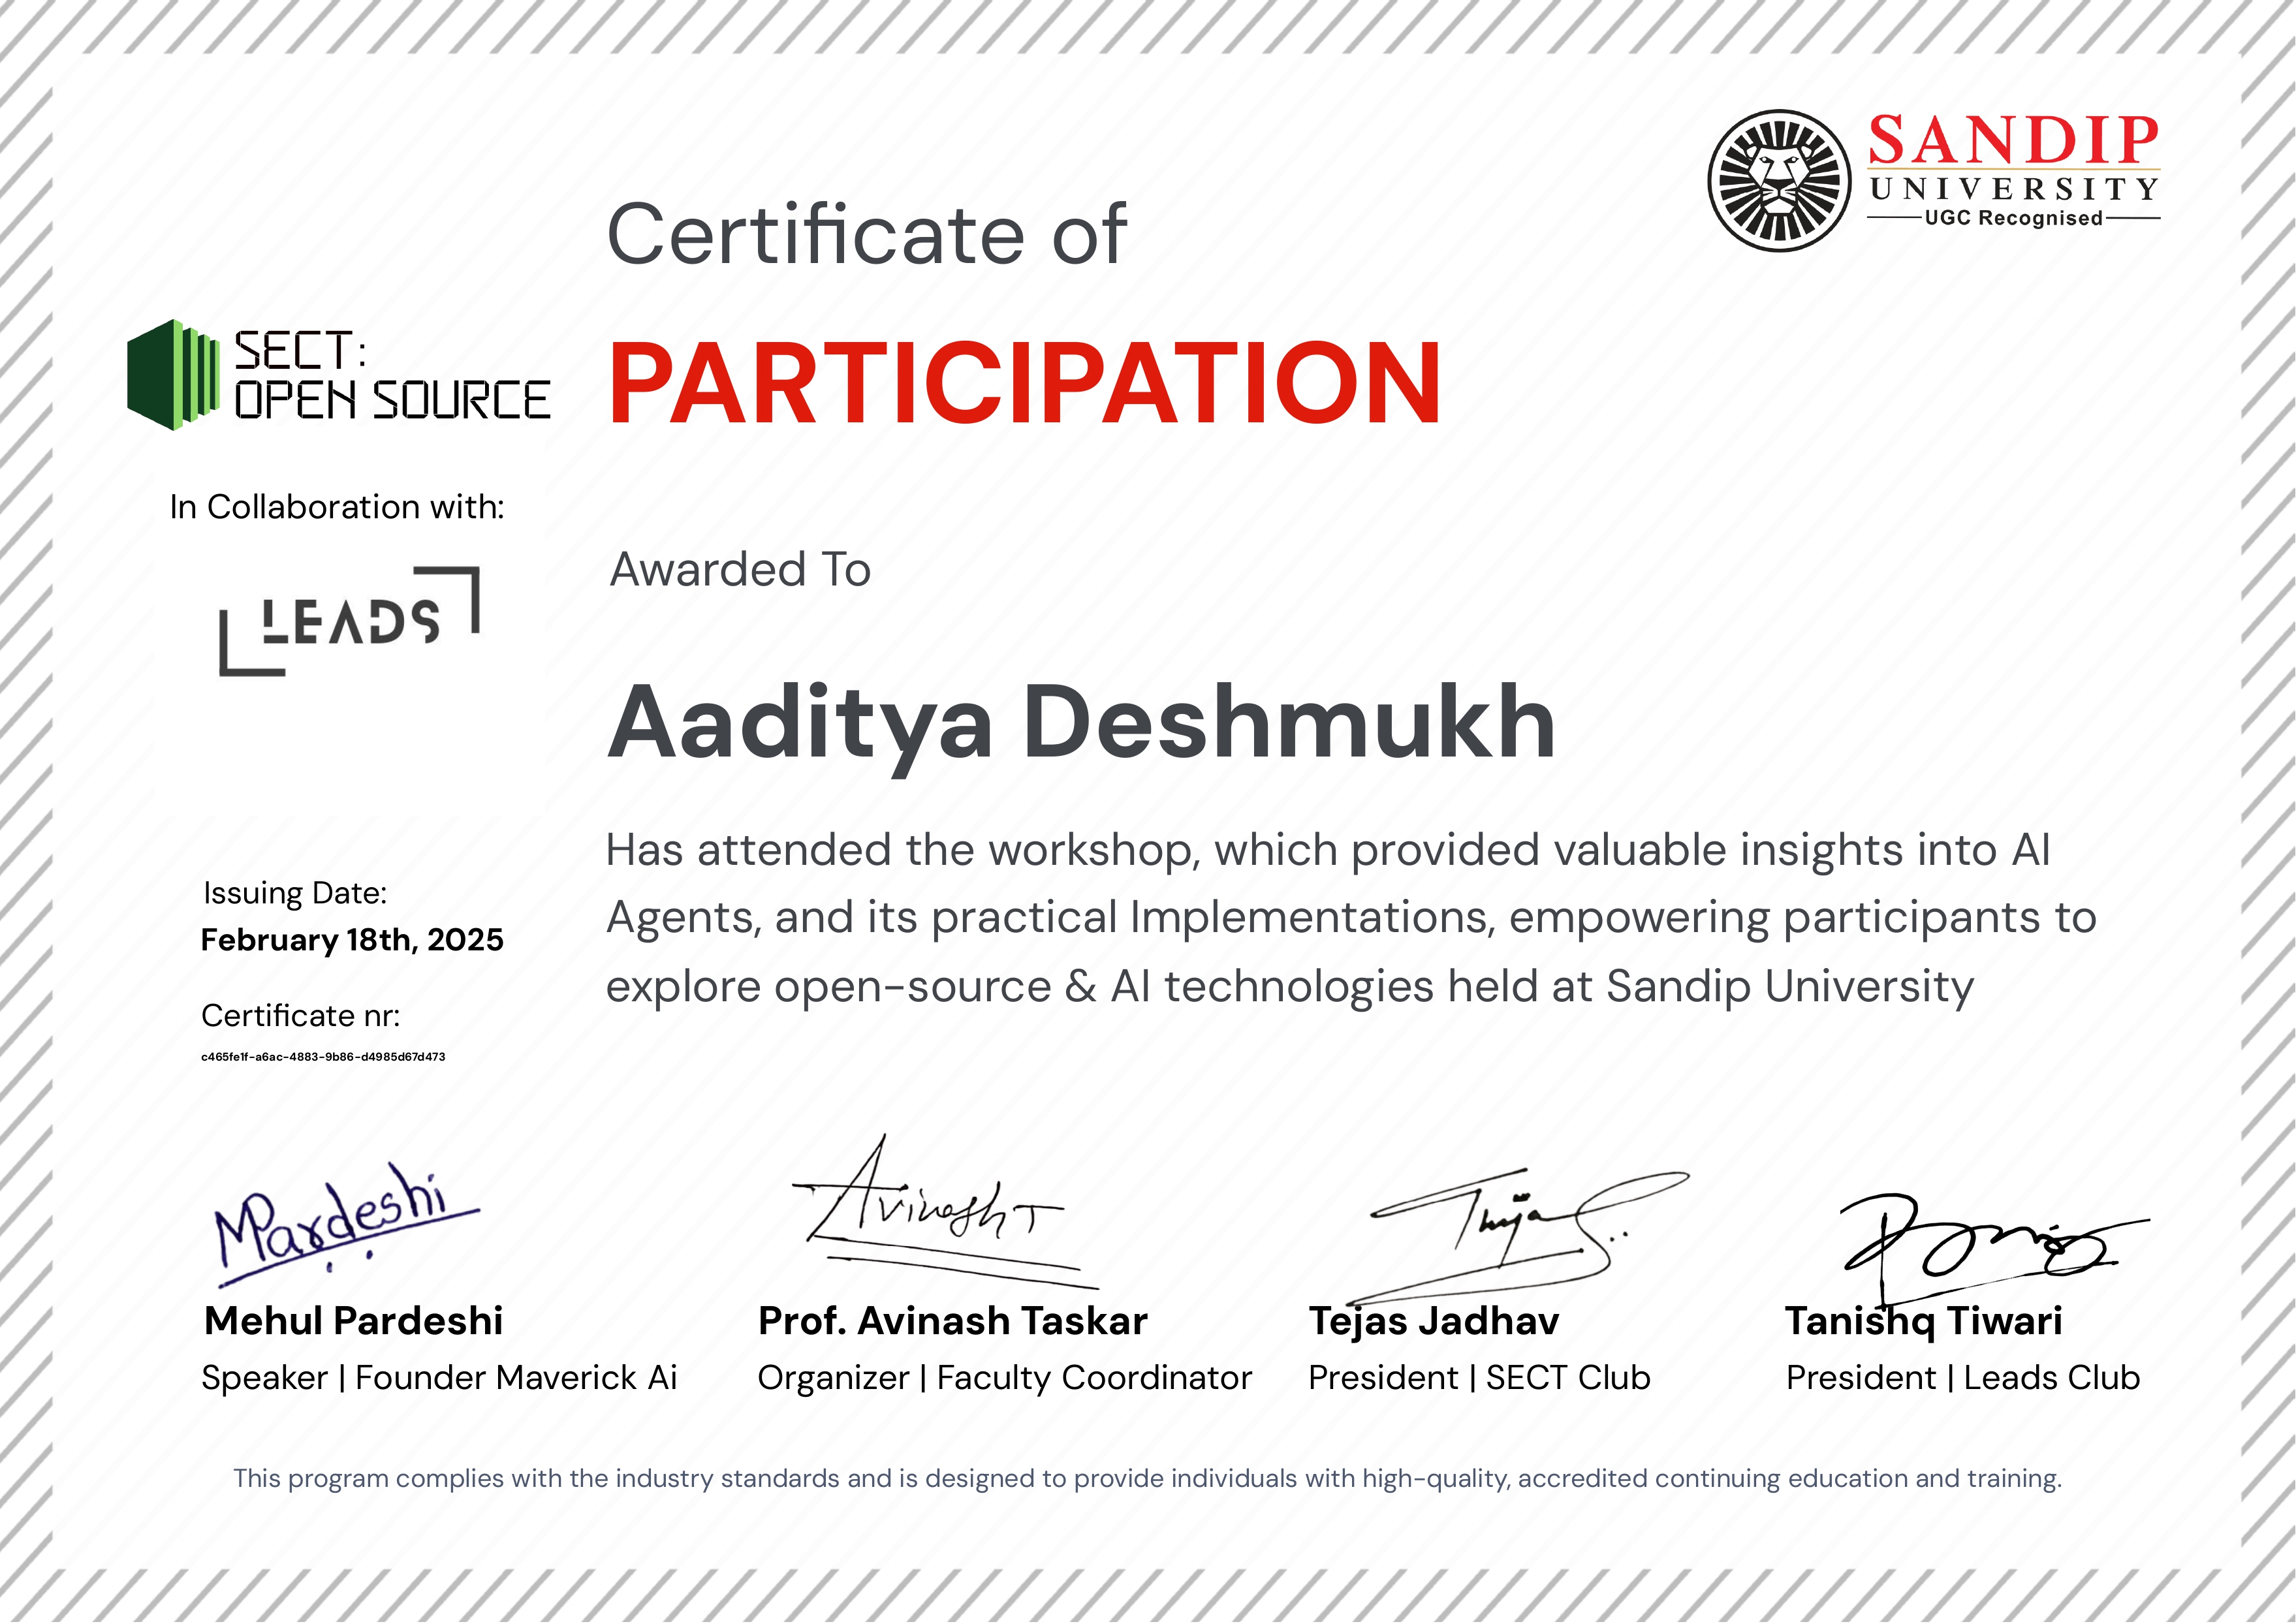 SANDIP
UNIVERSITY
UGC Recognised
Certificate of
PARTICIPATION
SECT:
OPEN SOURCE
In Collaboration with:
LEADS
Awarded To
Aaditya Deshmukh
Has attended the workshop, which provided valuable insights into AI
Agents, and its practical Implementations, empowering participants to
explore open-source & AI technologies held at Sandip University
Issuing Date:
February 18th, 2025
Certificate nr:
c465fe1f-a6ac-4883-9b86-d4985d67d473
MPardeshi
Avinash T
Tejas
Mehul Pardeshi
Speaker | Founder Maverick Ai
Prof. Avinash Taskar
Organizer | Faculty Coordinator
Tejas Jadhav
President | SECT Club
Tanishq Tiwari
President | Leads Club
This program complies with the industry standards and is designed to provide individuals with high-quality, accredited continuing education and training.